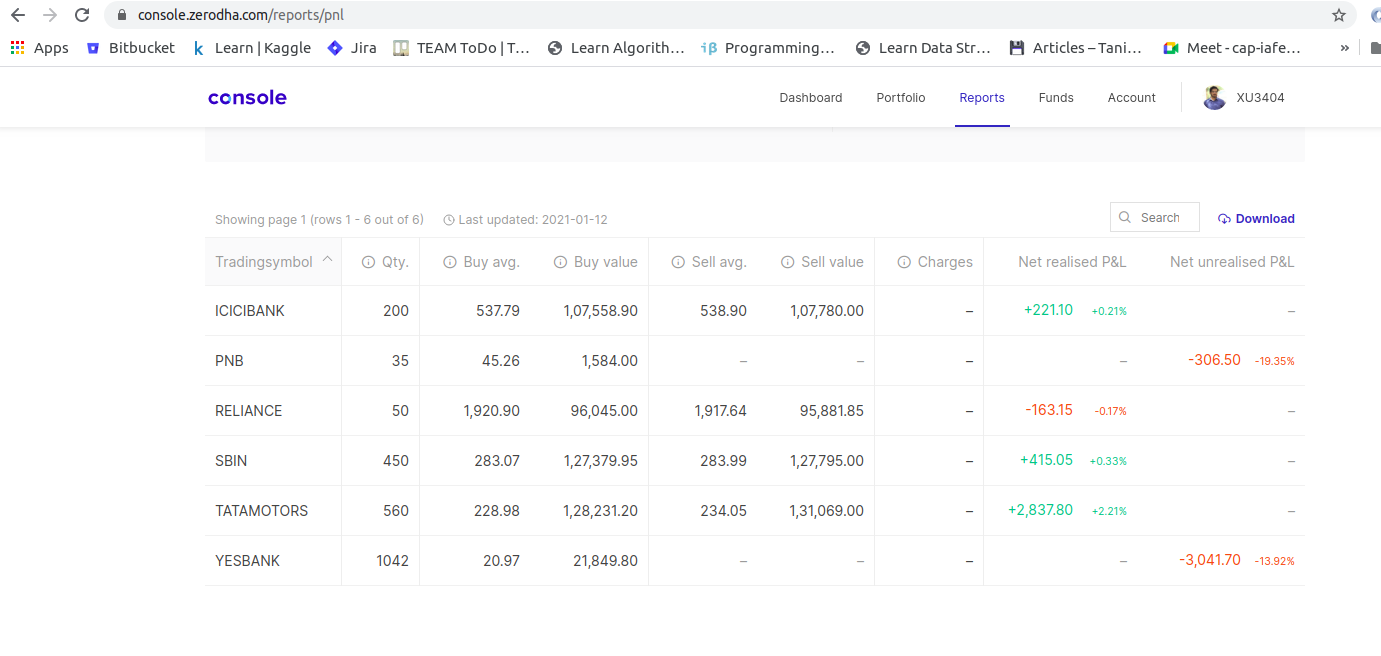 console.zerodha.com/reports/pnl
Apps Bitbucket k Learn | Kaggle Jira TEAM ToDo | T... Learn Algorith... iβ Programming... Learn Data Str... Articles – Tani... Meet - cap-iafe... »
console Dashboard Portfolio Reports Funds Account XU3404
Showing page 1 (rows 1 - 6 out of 6) Last updated: 2021-01-12 Search Download
Tradingsymbol Qty. Buy avg. Buy value Sell avg. Sell value Charges Net realised P&L Net unrealised P&L
ICICIBANK 200 537.79 1,07,558.90 538.90 1,07,780.00 – +221.10 +0.21% –
PNB 35 45.26 1,584.00 – – – – -306.50 -19.35%
RELIANCE 50 1,920.90 96,045.00 1,917.64 95,881.85 – -163.15 -0.17% –
SBIN 450 283.07 1,27,379.95 283.99 1,27,795.00 – +415.05 +0.33% –
TATAMOTORS 560 228.98 1,28,231.20 234.05 1,31,069.00 – +2,837.80 +2.21% –
YESBANK 1042 20.97 21,849.80 – – – – -3,041.70 -13.92%